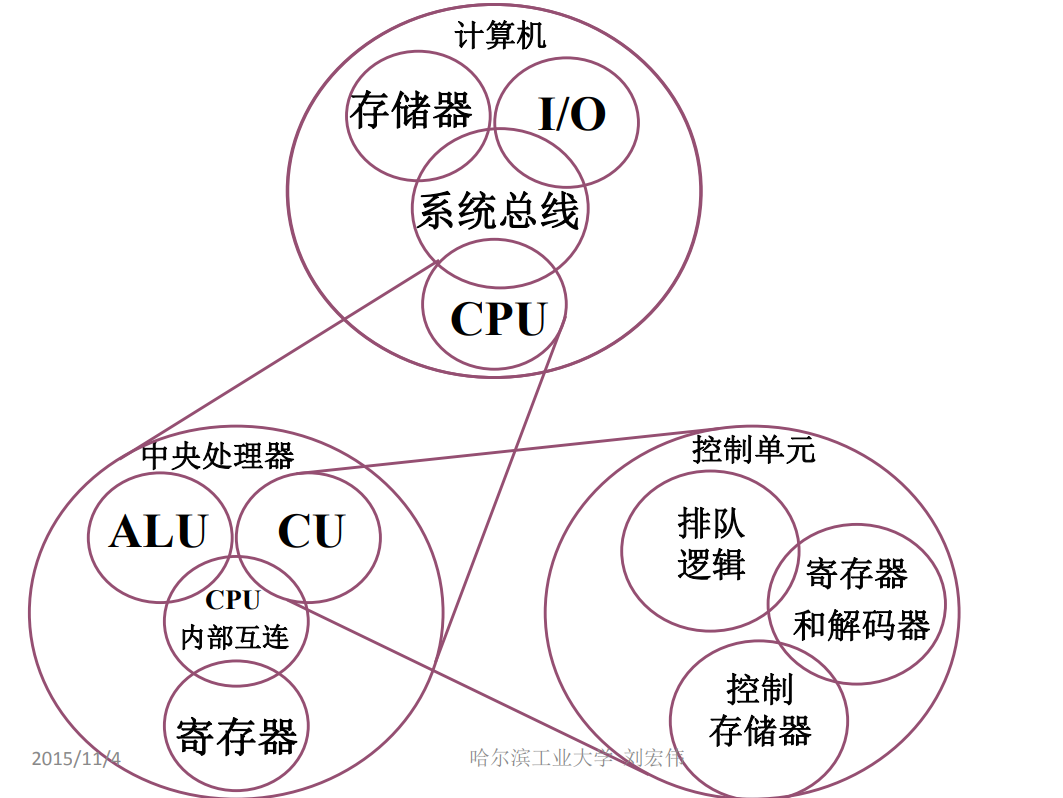 计算机
存储器
I/O
系统总线
CPU
中央处理器
ALU
CU
CPU
内部互连
寄存器
控制单元
排队
逻辑
寄存器
和解码器
控制
存储器
2015/11/4
哈尔滨工业大学 刘宏伟